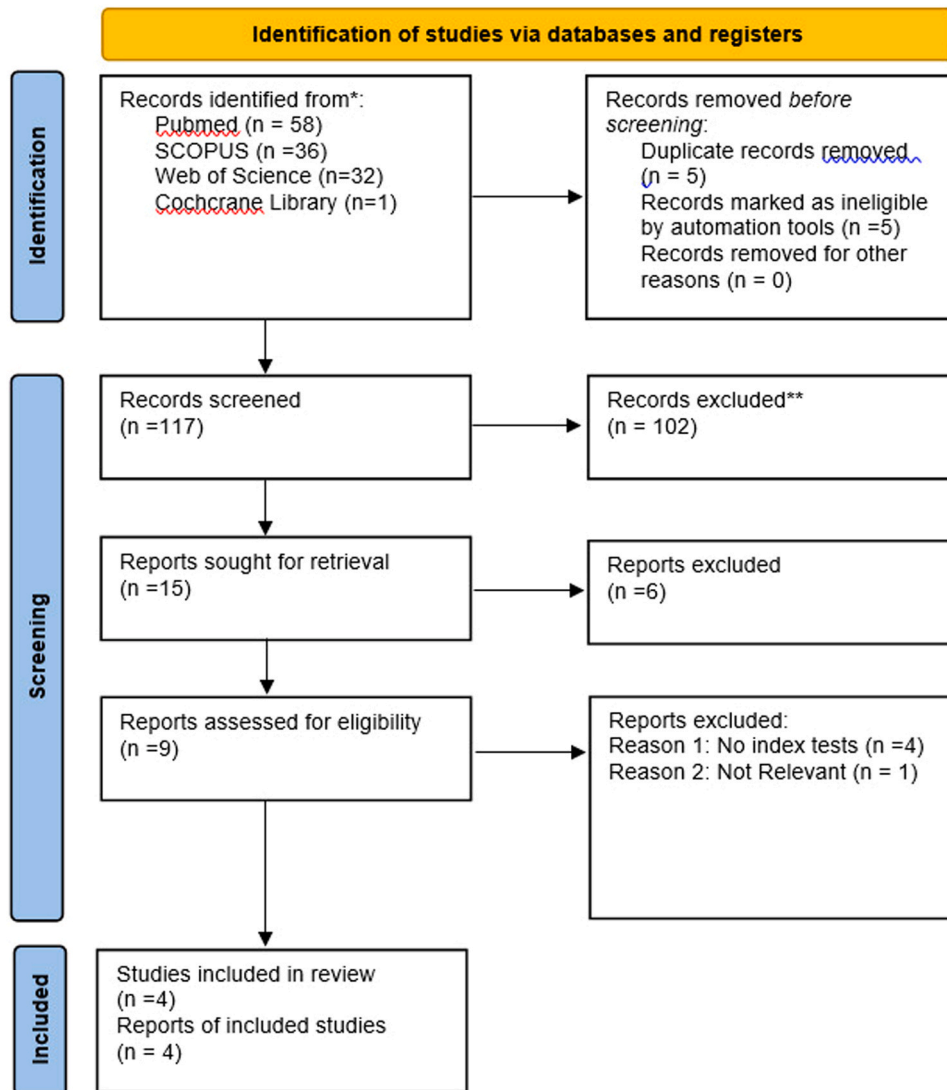 Identification of studies via databases and registers
Identification
Records identified from*:
Pubmed (n = 58)
SCOPUS (n =36)
Web of Science (n=32)
Cochcrane Library (n=1)
Records removed before
screening:
Duplicate records removed
(n = 5)
Records marked as ineligible
by automation tools (n =5)
Records removed for other
reasons (n = 0)
Screening
Records screened
(n =117)
Records excluded**
(n = 102)
Reports sought for retrieval
(n =15)
Reports excluded
(n =6)
Reports assessed for eligibility
(n =9)
Reports excluded:
Reason 1: No index tests (n =4)
Reason 2: Not Relevant (n = 1)
Included
Studies included in review
(n =4)
Reports of included studies
(n = 4)